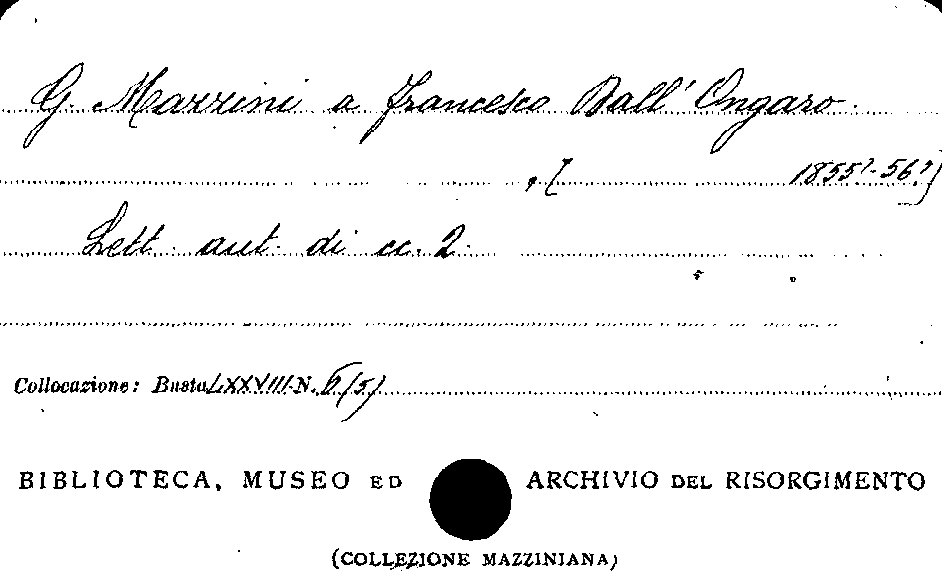 G. Mazzini a Francesco Dall'Ongaro.
, [ 1855?-56?]
Lett. aut. di cc. 2.
Collocazione: Busta LXXVIII N. 6 (5)
BIBLIOTECA, MUSEO ED ARCHIVIO DEL RISORGIMENTO
(COLLEZIONE MAZZINIANA)